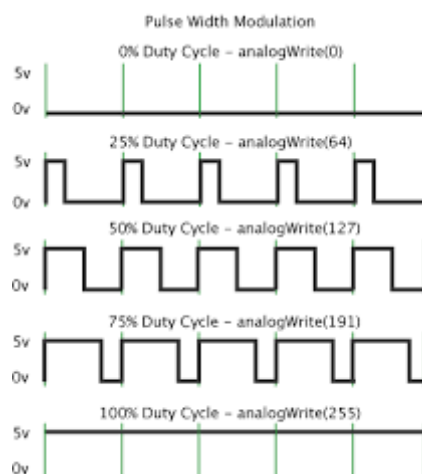 Pulse Width Modulation
0% Duty Cycle – analogWrite(0)
5v
0v
25% Duty Cycle – analogWrite(64)
5v
0v
50% Duty Cycle – analogWrite(127)
5v
0v
75% Duty Cycle – analogWrite(191)
5v
0v
100% Duty Cycle – analogWrite(255)
5v
0v